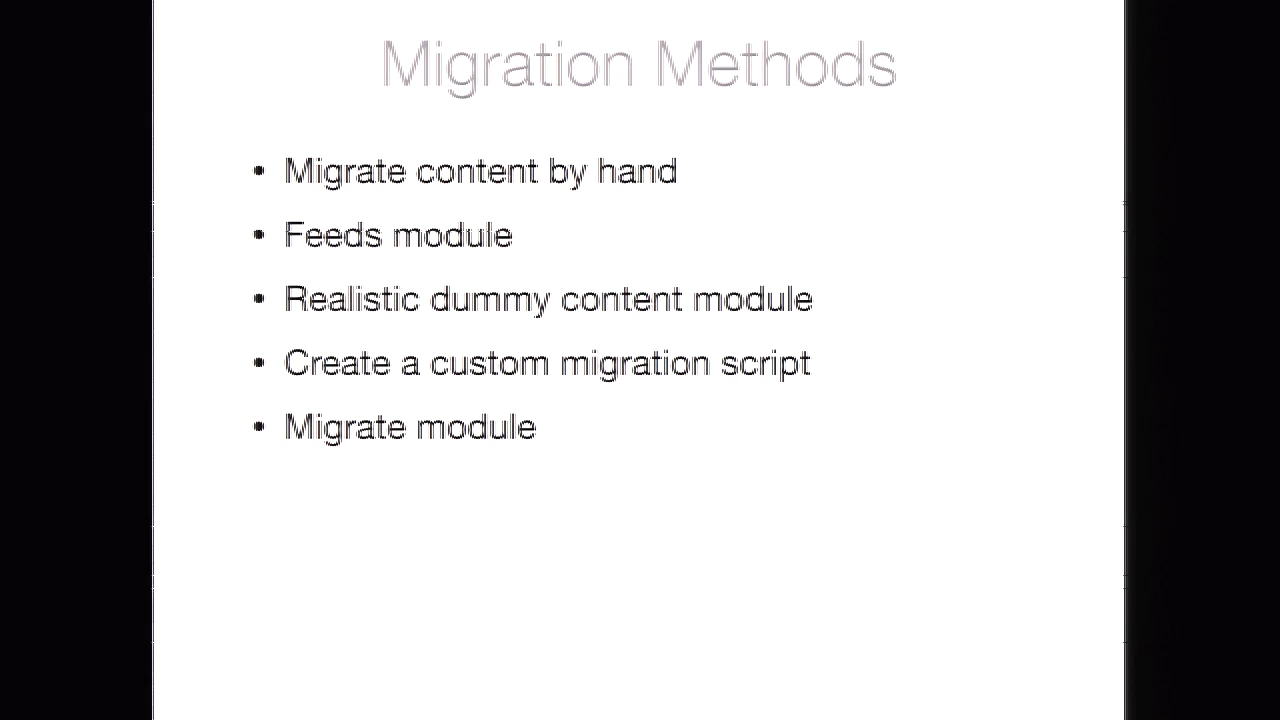 Migration Methods
• Migrate content by hand
• Feeds module
• Realistic dummy content module
• Create a custom migration script
• Migrate module